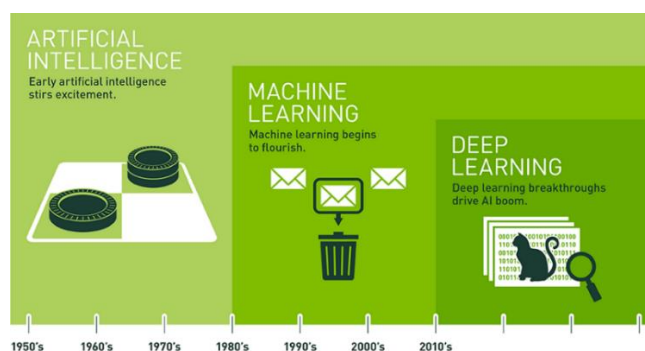 ARTIFICIAL
INTELLIGENCE
Early artificial intelligence
stirs excitement.
MACHINE
LEARNING
Machine learning begins
to flourish.
DEEP
LEARNING
Deep learning breakthroughs
drive AI boom.
1950's 1960's 1970's 1980's 1990's 2000's 2010's